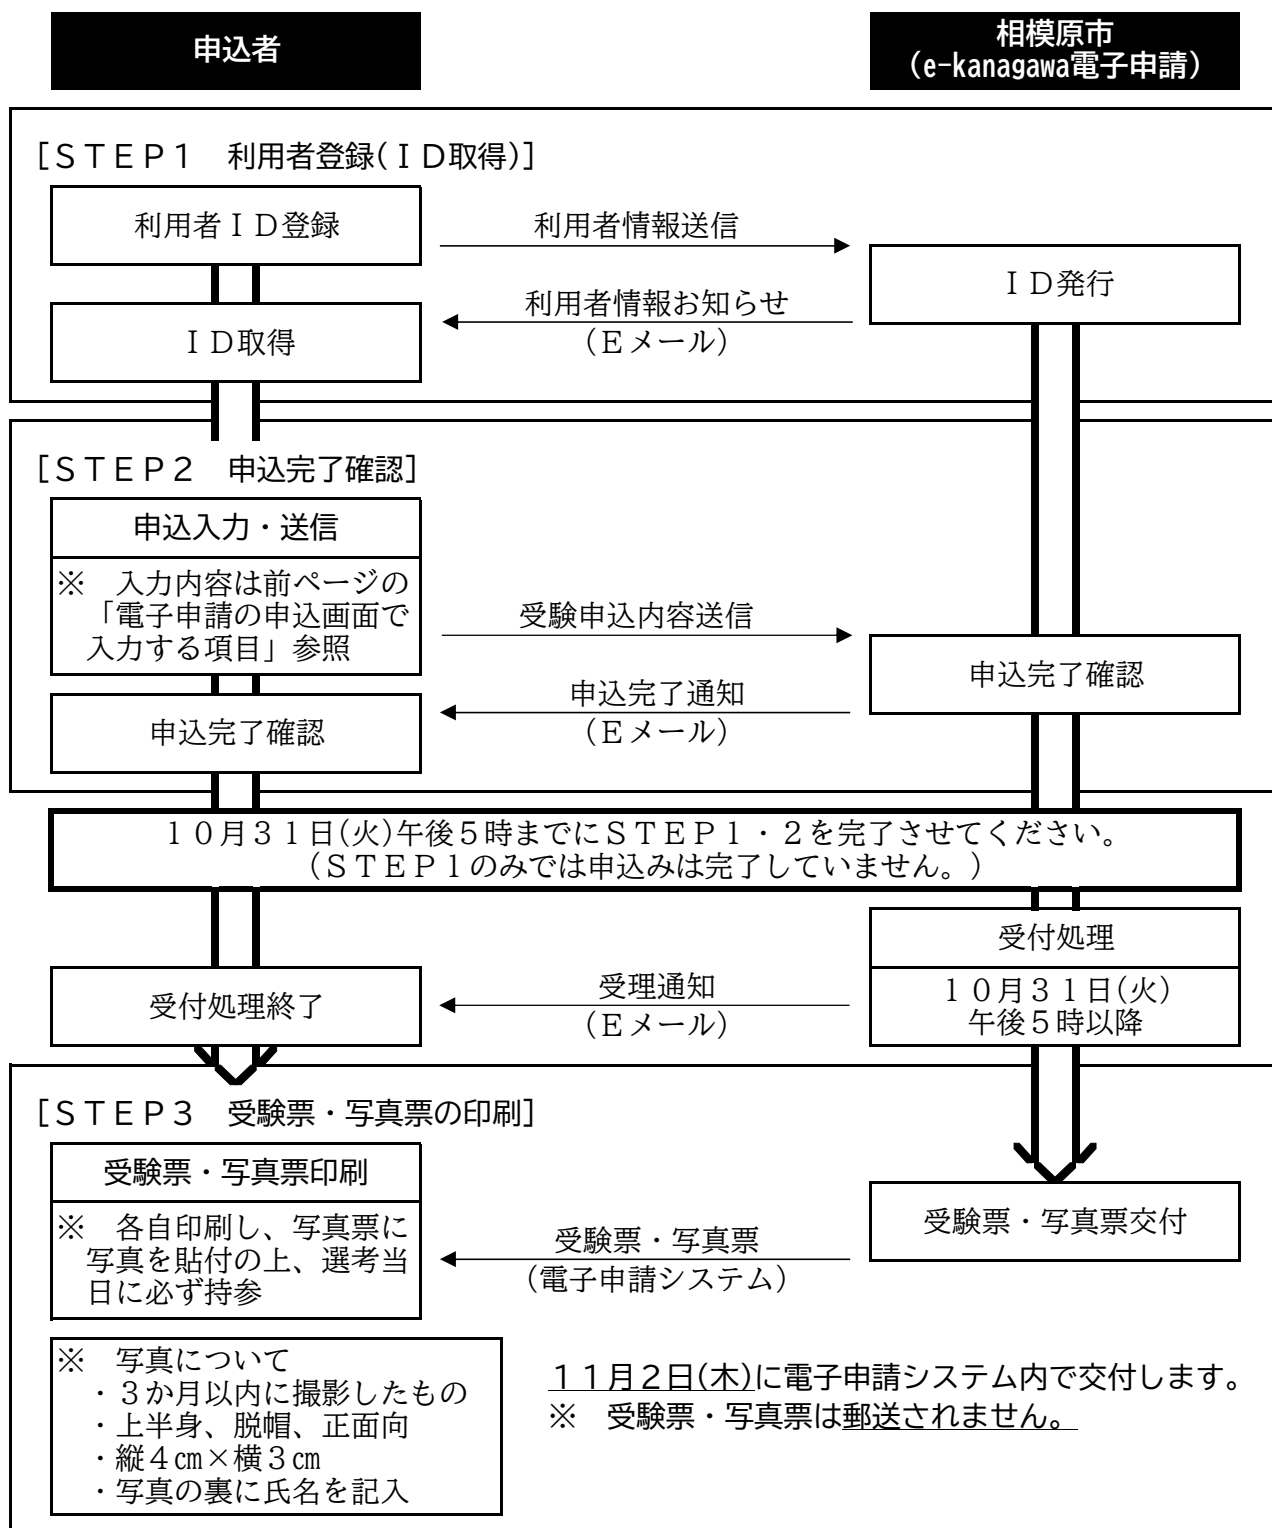 申込者
相模原市
（e-kanagawa電子申請）
［ＳＴＥＰ１　利用者登録(ＩＤ取得)］
利用者ＩＤ登録
利用者情報送信
ＩＤ発行
利用者情報お知らせ
（Ｅメール）
ＩＤ取得
［ＳＴＥＰ２　申込完了確認］
申込入力・送信
※　入力内容は前ページの
「電子申請の申込画面で
入力する項目」参照
受験申込内容送信
申込完了確認
申込完了通知
（Ｅメール）
申込完了確認
１０月３１日(火)午後５時までにＳＴＥＰ１・２を完了させてください。
（ＳＴＥＰ１のみでは申込みは完了していません。）
受付処理
１０月３１日(火)
午後５時以降
受理通知
（Ｅメール）
受付処理終了
［ＳＴＥＰ３　受験票・写真票の印刷］
受験票・写真票印刷
※　各自印刷し、写真票に
写真を貼付の上、選考当
日に必ず持参
受験票・写真票交付
受験票・写真票
（電子申請システム）
※　写真について
・３か月以内に撮影したもの
・上半身、脱帽、正面向
・縦４㎝×横３㎝
・写真の裏に氏名を記入
１１月２日(木)に電子申請システム内で交付します。
※　受験票・写真票は郵送されません。